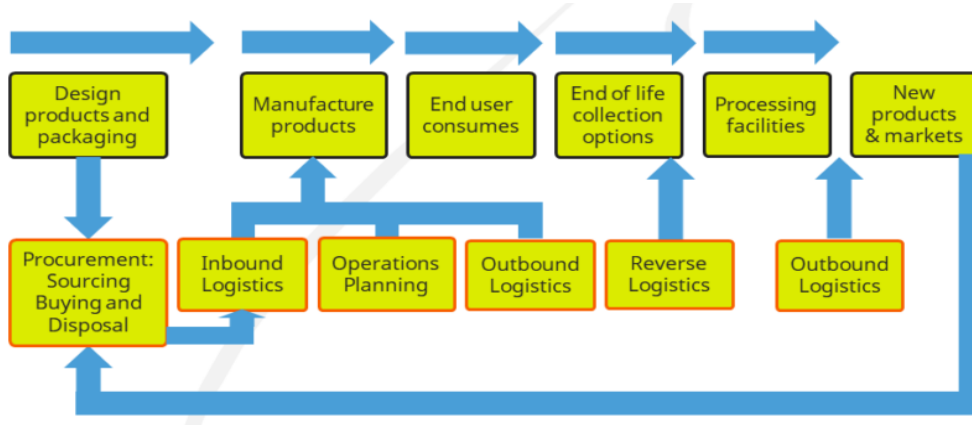 Design
products and
packaging
Manufacture
products
End user
consumes
End of life
collection
options
Processing
facilities
New
products
& markets
Procurement:
Sourcing
Buying and
Disposal
Inbound
Logistics
Operations
Planning
Outbound
Logistics
Reverse
Logistics
Outbound
Logistics